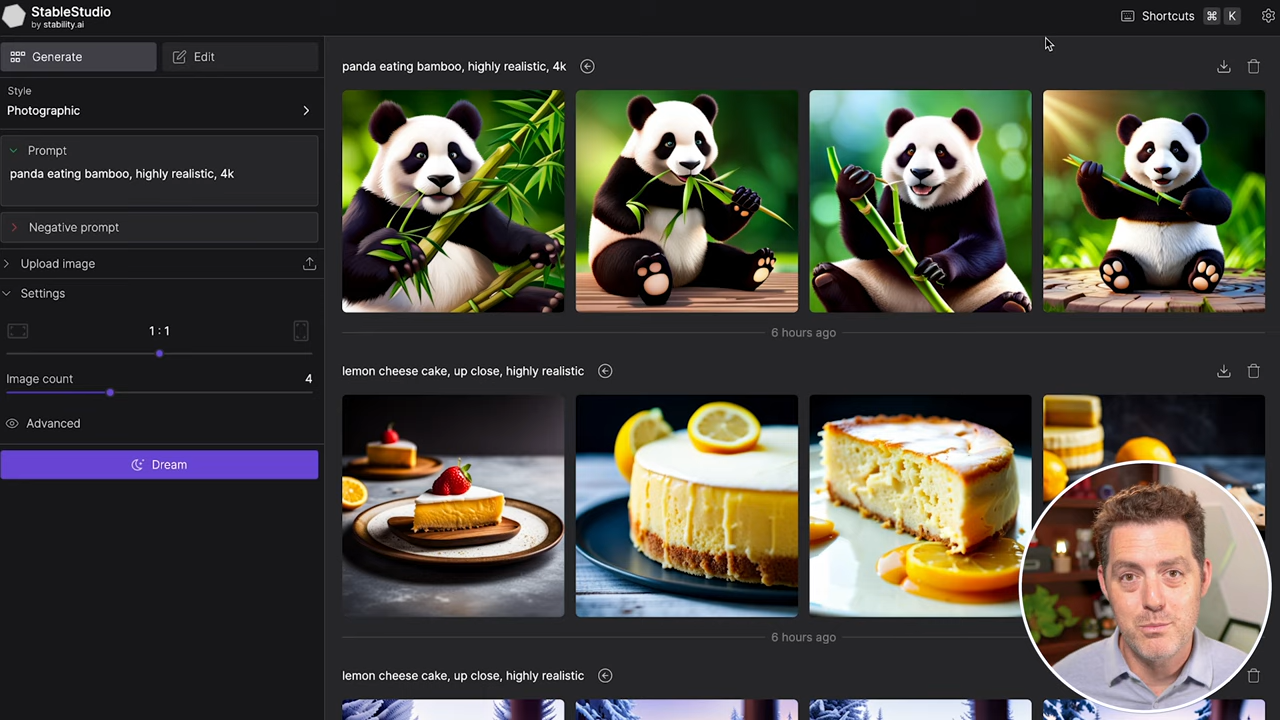 StableStudio
by stability.ai
Shortcuts ⌘ K
Generate
Edit
Style
Photographic
Prompt
panda eating bamboo, highly realistic, 4k
Negative prompt
Upload image
Settings
1 : 1
Image count 4
Advanced
Dream
panda eating bamboo, highly realistic, 4k
6 hours ago
lemon cheese cake, up close, highly realistic
6 hours ago
lemon cheese cake, up close, highly realistic